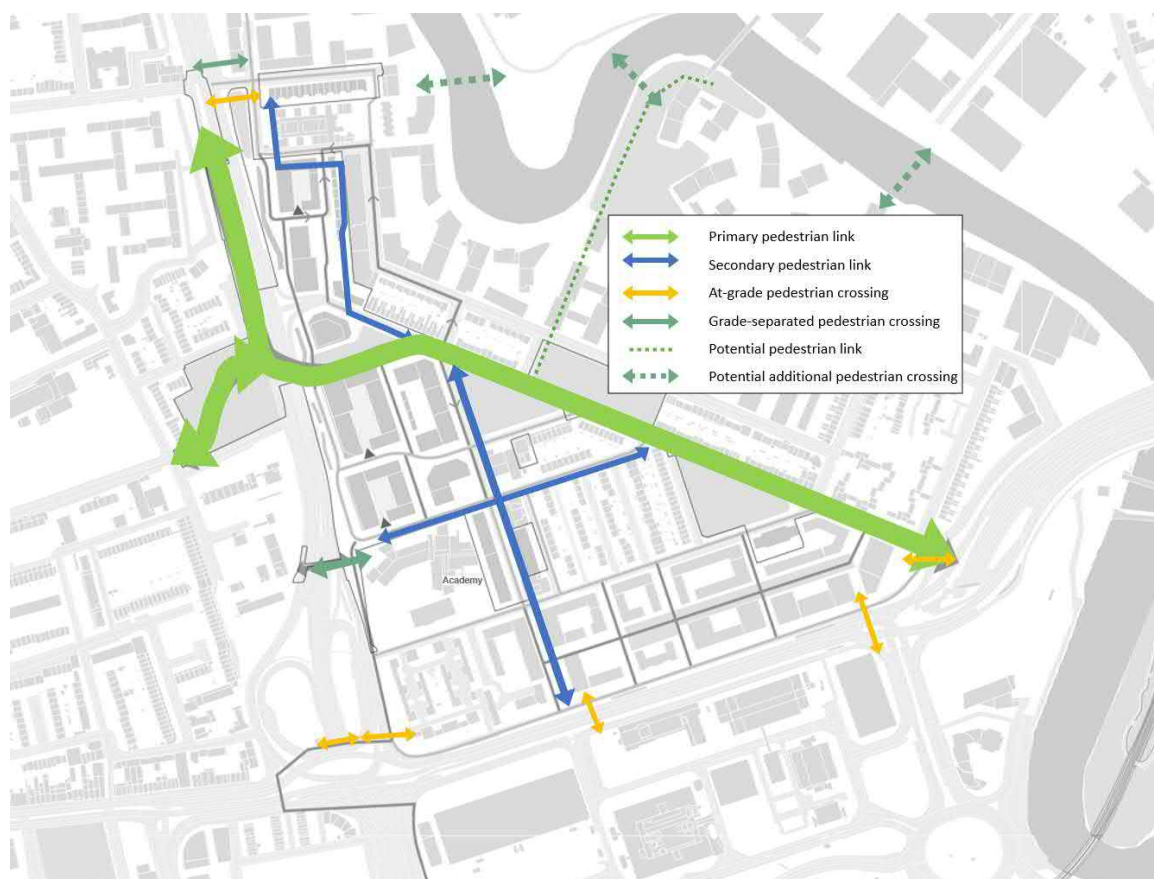 Primary pedestrian link
Secondary pedestrian link
At-grade pedestrian crossing
Grade-separated pedestrian crossing
Potential pedestrian link
Potential additional pedestrian crossing
Academy